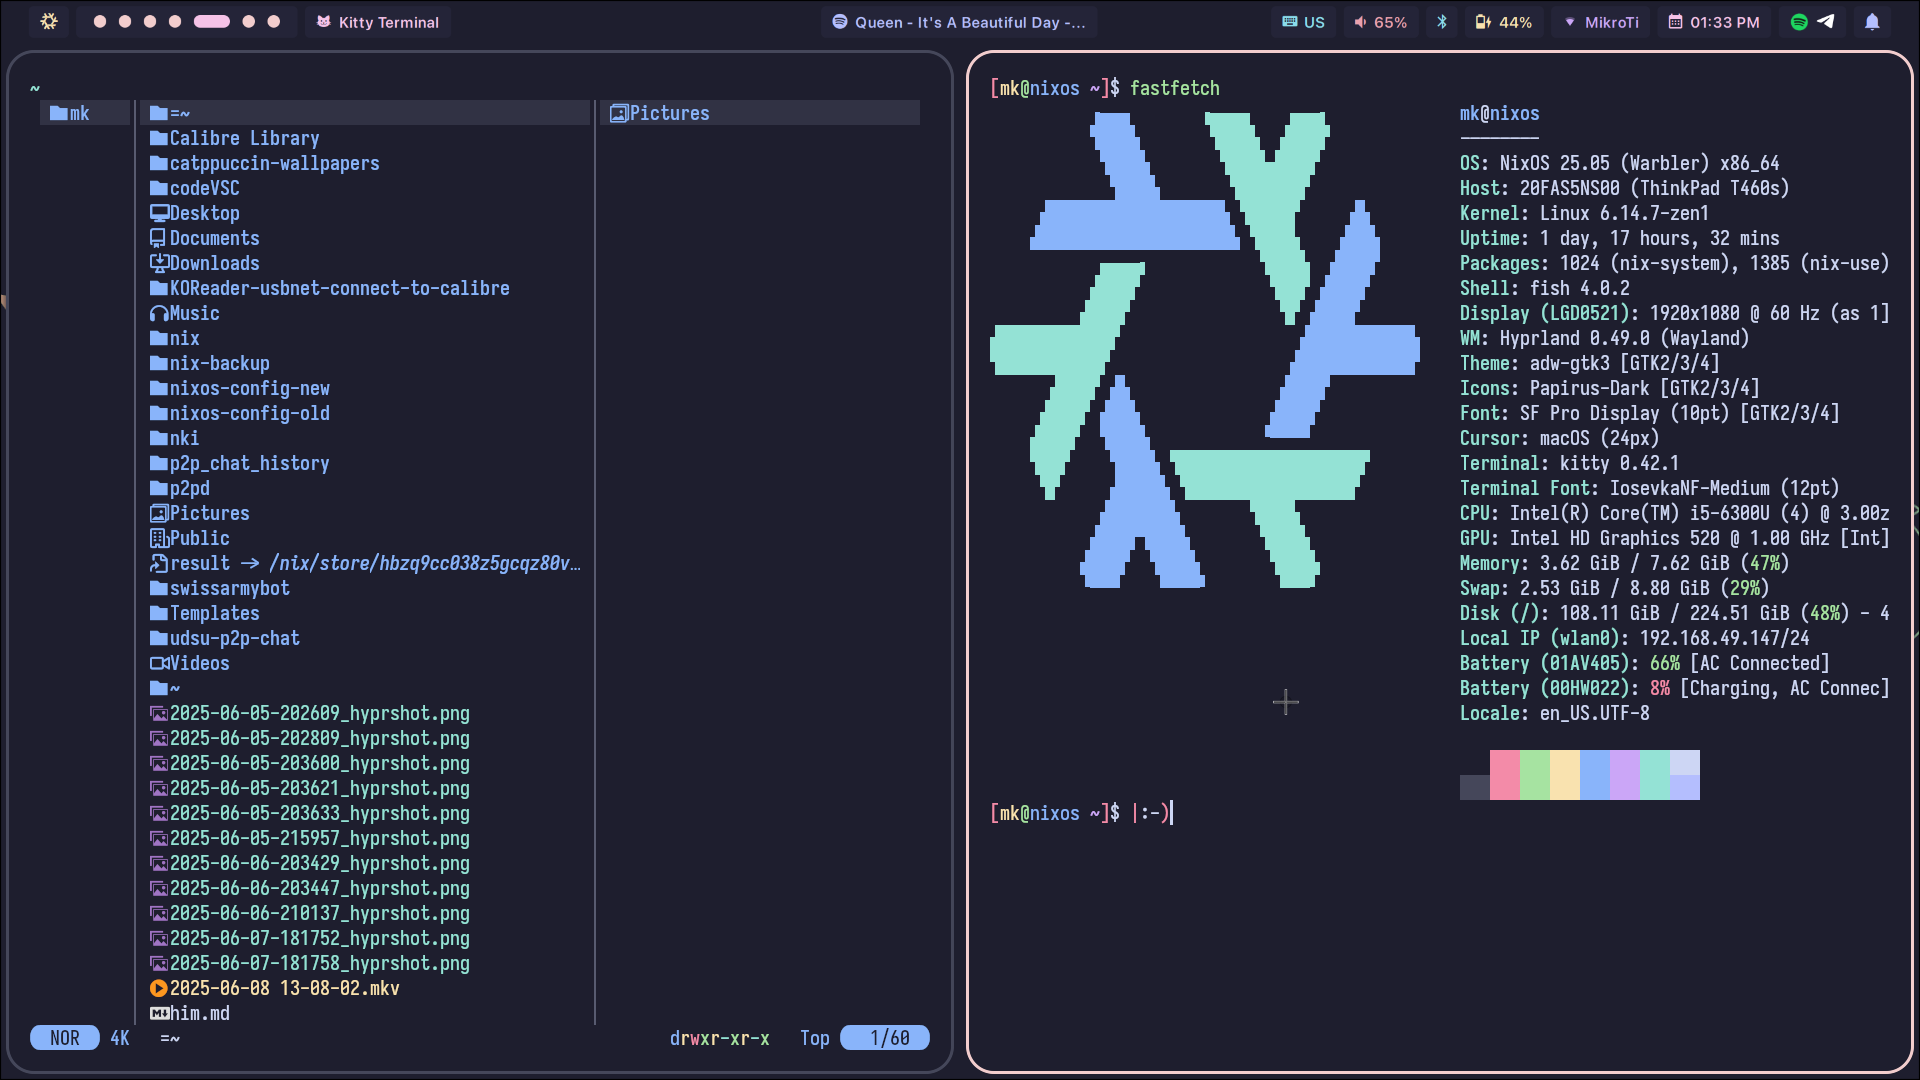 Kitty Terminal
Queen - It's A Beautiful Day -...
US
65%
44%
MikroTi
01:33 PM
~
mk
=~
Calibre Library
catppuccin-wallpapers
codeVSC
Desktop
Documents
Downloads
KOReader-usbnet-connect-to-calibre
Music
nix
nix-backup
nixos-config-new
nixos-config-old
nki
p2p_chat_history
p2pd
Pictures
Public
result -> /nix/store/hbzq9cc038z5gcqz80v…
swissarmybot
Templates
udsu-p2p-chat
Videos
~
2025-06-05-202609_hyprshot.png
2025-06-05-202809_hyprshot.png
2025-06-05-203600_hyprshot.png
2025-06-05-203621_hyprshot.png
2025-06-05-203633_hyprshot.png
2025-06-05-215957_hyprshot.png
2025-06-06-203429_hyprshot.png
2025-06-06-203447_hyprshot.png
2025-06-06-210137_hyprshot.png
2025-06-07-181752_hyprshot.png
2025-06-07-181758_hyprshot.png
2025-06-08 13-08-02.mkv
him.md
Pictures
NOR 4K =~ drwxr-xr-x Top 1/60
[mk@nixos ~]$ fastfetch
mk@nixos
--------
OS: NixOS 25.05 (Warbler) x86_64
Host: 20FAS5NS00 (ThinkPad T460s)
Kernel: Linux 6.14.7-zen1
Uptime: 1 day, 17 hours, 32 mins
Packages: 1024 (nix-system), 1385 (nix-use)
Shell: fish 4.0.2
Display (LGD0521): 1920x1080 @ 60 Hz (as 1]
WM: Hyprland 0.49.0 (Wayland)
Theme: adw-gtk3 [GTK2/3/4]
Icons: Papirus-Dark [GTK2/3/4]
Font: SF Pro Display (10pt) [GTK2/3/4]
Cursor: macOS (24px)
Terminal: kitty 0.42.1
Terminal Font: IosevkaNF-Medium (12pt)
CPU: Intel(R) Core(TM) i5-6300U (4) @ 3.00z
GPU: Intel HD Graphics 520 @ 1.00 GHz [Int]
Memory: 3.62 GiB / 7.62 GiB (47%)
Swap: 2.53 GiB / 8.80 GiB (29%)
Disk (/): 108.11 GiB / 224.51 GiB (48%) - 4
Local IP (wlan0): 192.168.49.147/24
Battery (01AV405): 66% [AC Connected]
Battery (00HW022): 8% [Charging, AC Connec]
Locale: en_US.UTF-8
[mk@nixos ~]$ |:-)